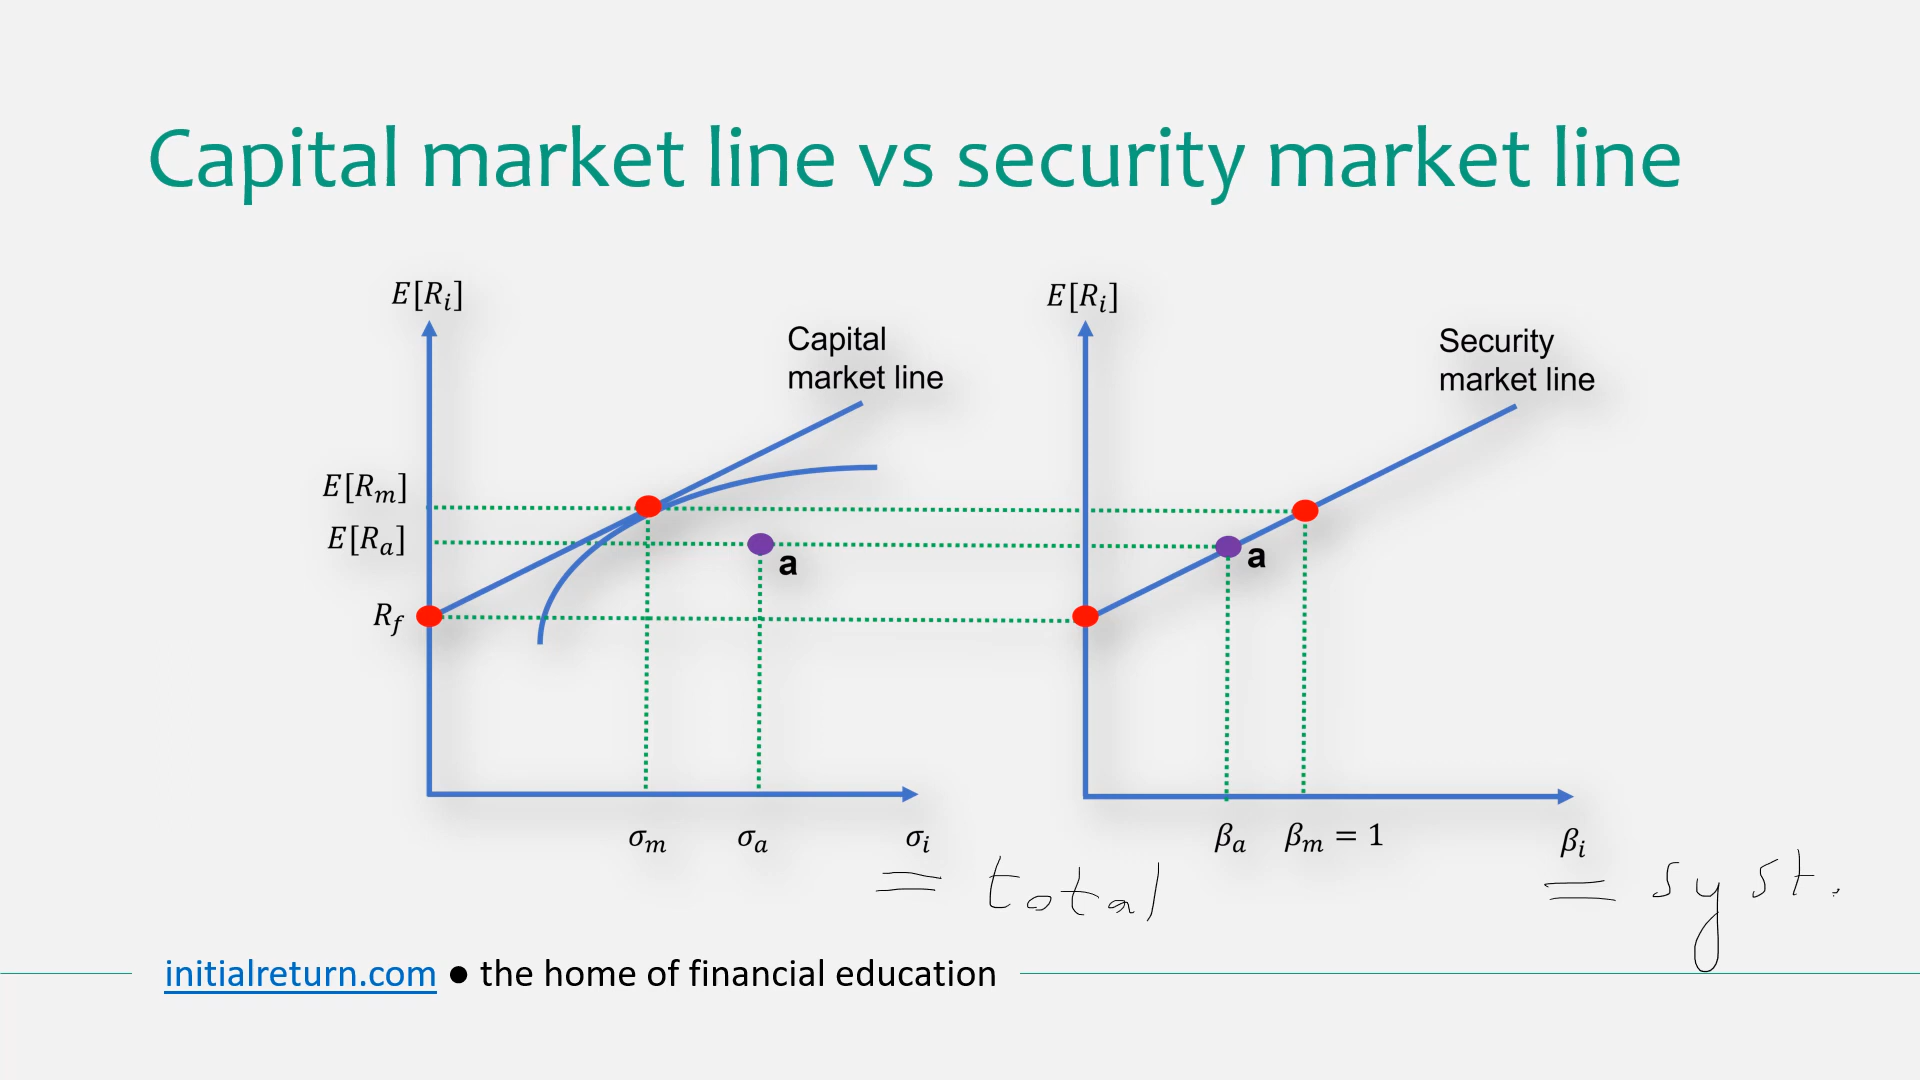 Capital market line vs security market line
E[Rᵢ]
Capital
market line
E[Rₘ]
E[Rₐ]
R_f
a
σₘ
σₐ
σᵢ
= total
E[Rᵢ]
Security
market line
a
βₐ
βₘ = 1
βᵢ
= syst.
initialreturn.com ● the home of financial education